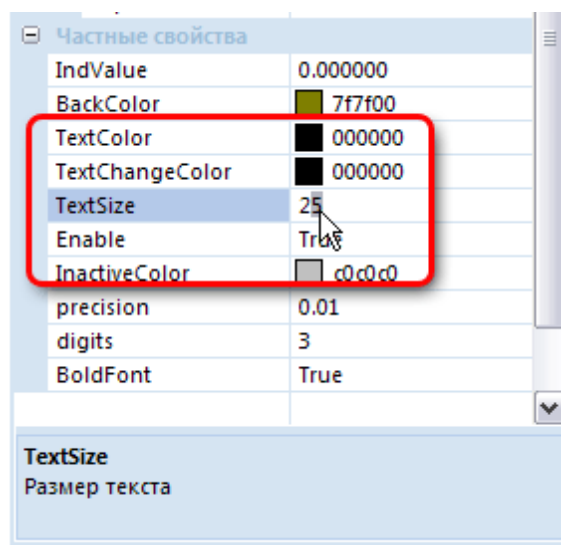 Частные свойства
IndValue 0.000000
BackColor 7f7f00
TextColor 000000
TextChangeColor 000000
TextSize 25
Enable True
InactiveColor c0c0c0
precision 0.01
digits 3
BoldFont True
TextSize
Размер текста